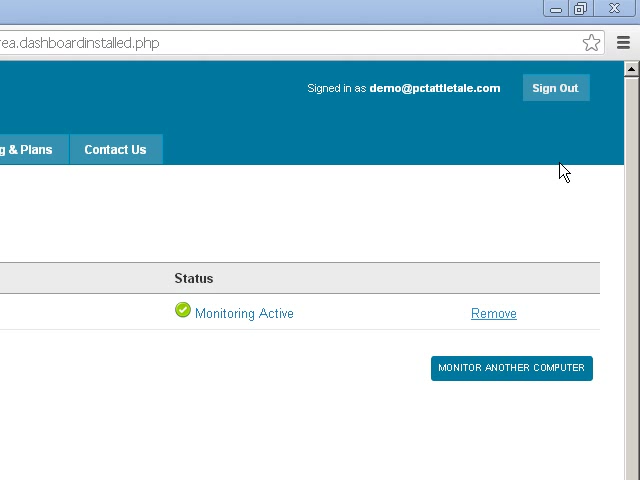 rea.dashboardinstalled.php
Signed in as demo@pctattletale.com
Sign Out
g & Plans
Contact Us
Status
Monitoring Active
Remove
MONITOR ANOTHER COMPUTER